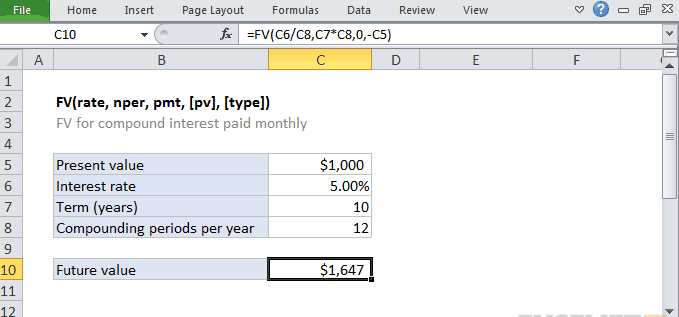 File Home Insert Page Layout Formulas Data Review View
C10 fx =FV(C6/C8,C7*C8,0,-C5)
A B C D E F
1
2 FV(rate, nper, pmt, [pv], [type])
3 FV for compound interest paid monthly
4
5 Present value $1,000
6 Interest rate 5.00%
7 Term (years) 10
8 Compounding periods per year 12
9
10 Future value $1,647
11
12